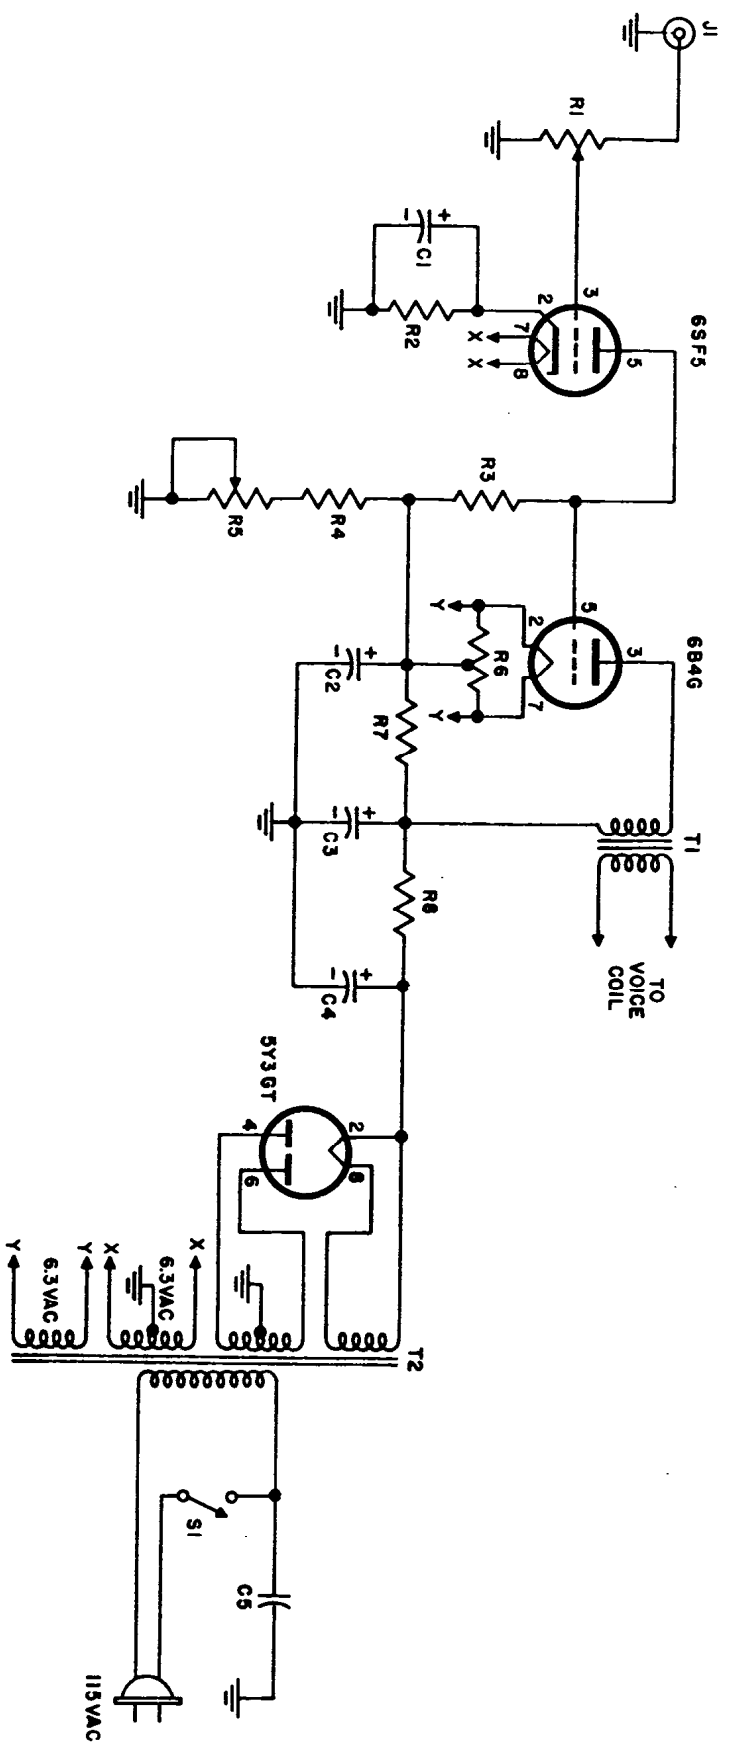 J1
R1
+
-
C1
R2
6SF5
3
2
7
8
5
X
X
R3
R4
R5
6B4G
5
2
7
3
Y
Y
R6
+
-
C2
R7
+
-
C3
R8
+
-
C4
T1
TO
VOICE
COIL
5Y3GT
4
6
2
8
T2
X
6.3VAC
X
Y
6.3VAC
Y
S1
C5
115VAC